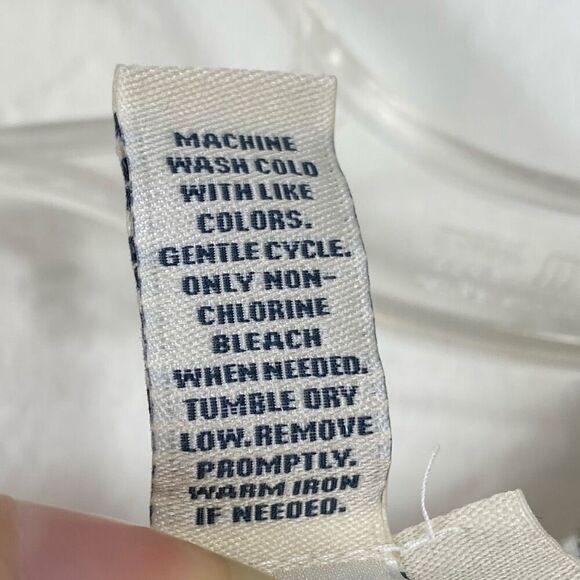 MACHINE
WASH COLD
WITH LIKE
COLORS.
GENTLE CYCLE.
ONLY NON-
CHLORINE
BLEACH
WHEN NEEDED.
TUMBLE DRY
LOW. REMOVE
PROMPTLY.
WARM IRON
IF NEEDED.